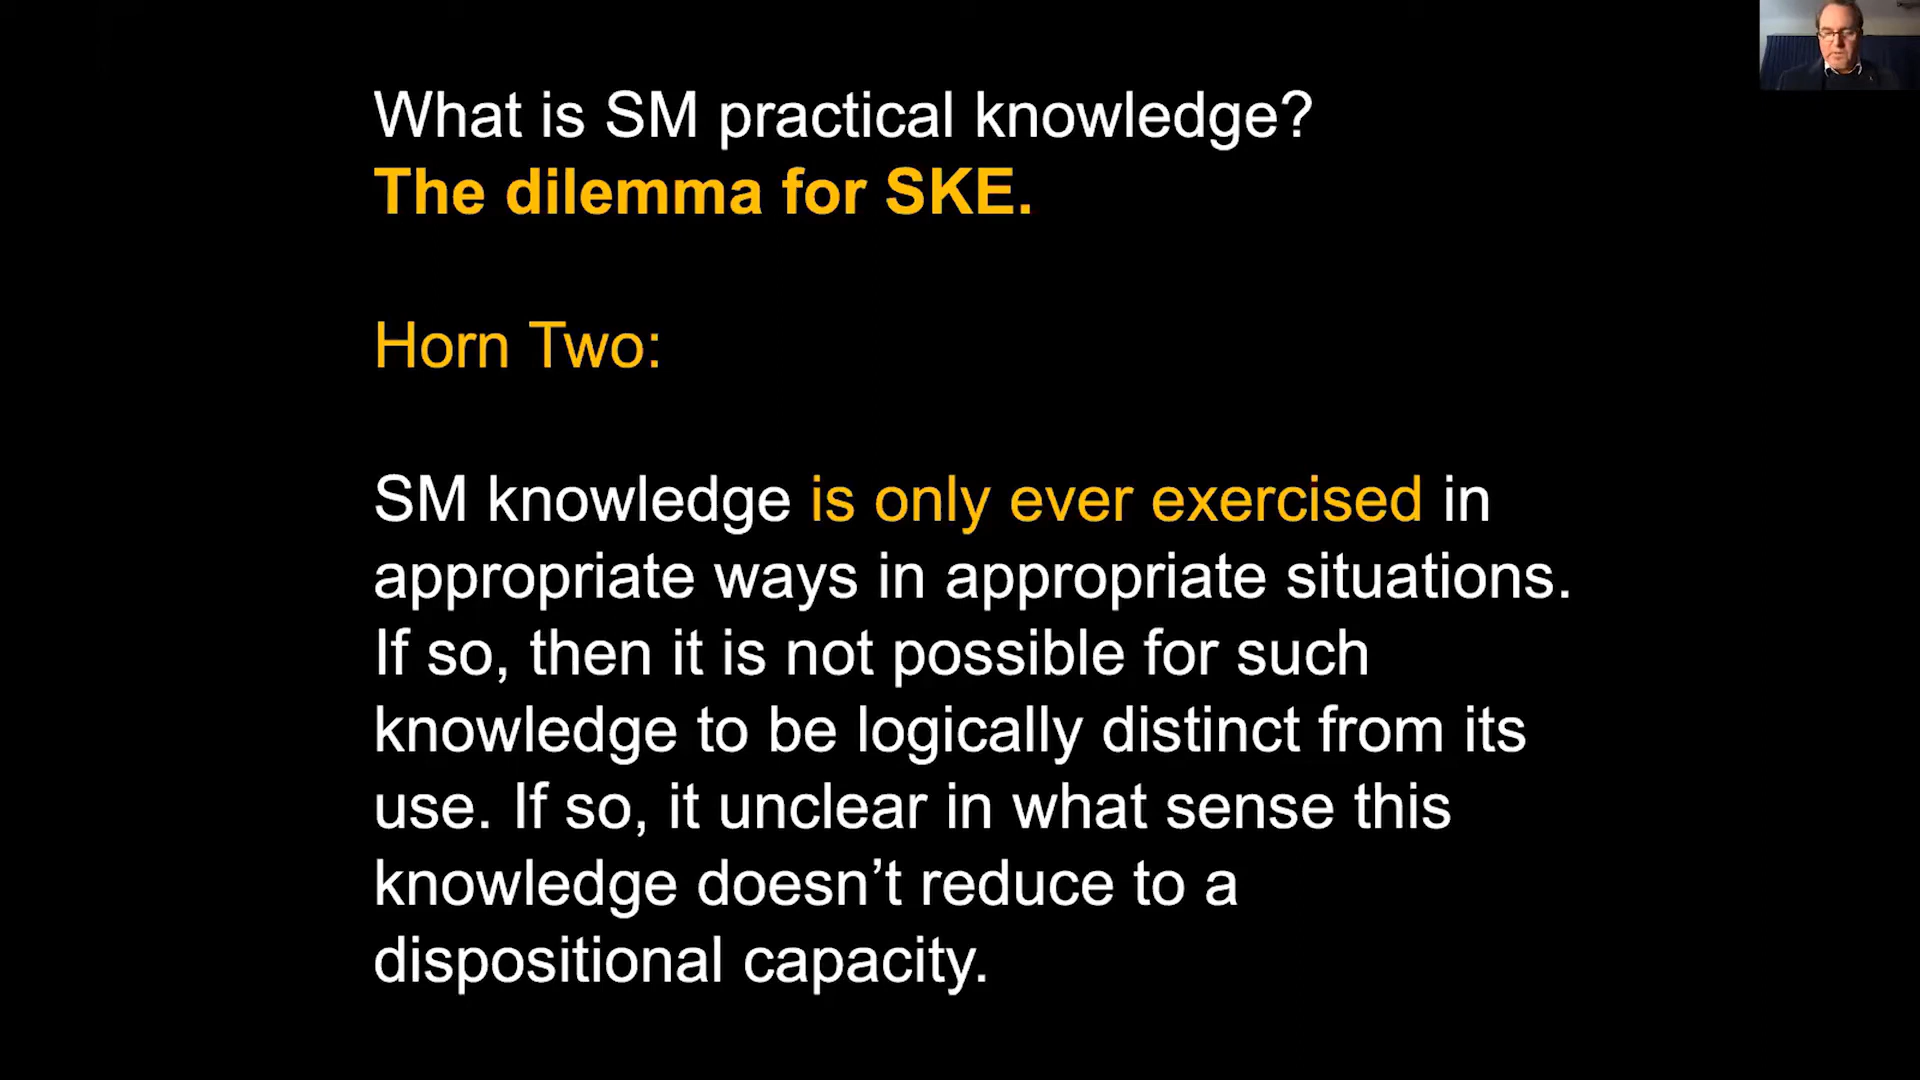 What is SM practical knowledge?
The dilemma for SKE.
Horn Two:
SM knowledge is only ever exercised in
appropriate ways in appropriate situations.
If so, then it is not possible for such
knowledge to be logically distinct from its
use. If so, it unclear in what sense this
knowledge doesn’t reduce to a
dispositional capacity.